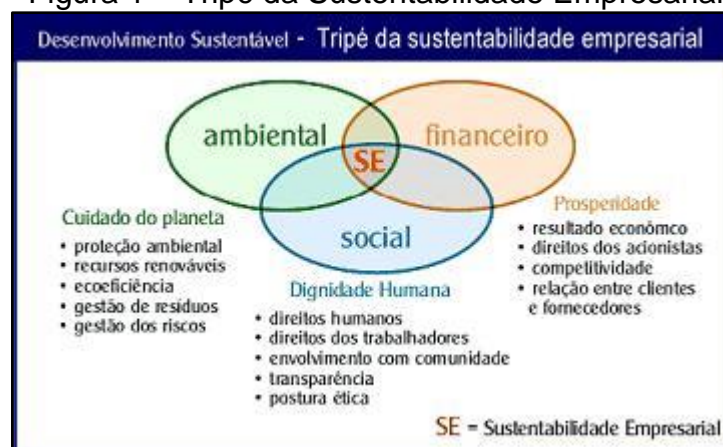 Figura 1 – Tripé da Sustentabilidade Empresarial
Desenvolvimento Sustentável - Tripé da sustentabilidade empresarial
ambiental
financeiro
SE
social
Cuidado do planeta
• proteção ambiental
• recursos renováveis
• ecoeficiência
• gestão de resíduos
• gestão dos riscos
Dignidade Humana
• direitos humanos
• direitos dos trabalhadores
• envolvimento com comunidade
• transparência
• postura ética
Prosperidade
• resultado econômco
• direitos dos acionistas
• competitividade
• relação entre clientes
e fornecedores
SE = Sustentabilidade Empresarial